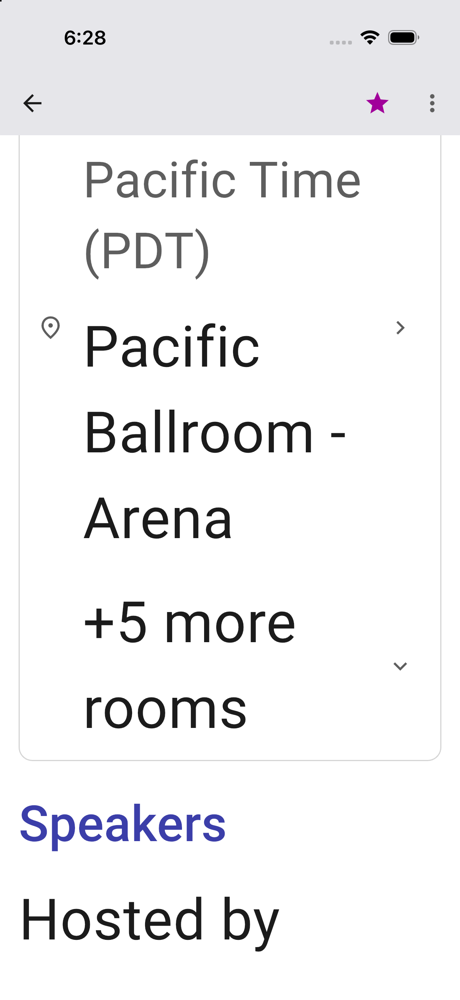 6:28
Pacific Time
(PDT)
Pacific
Ballroom -
Arena
+5 more
rooms
Speakers
Hosted by